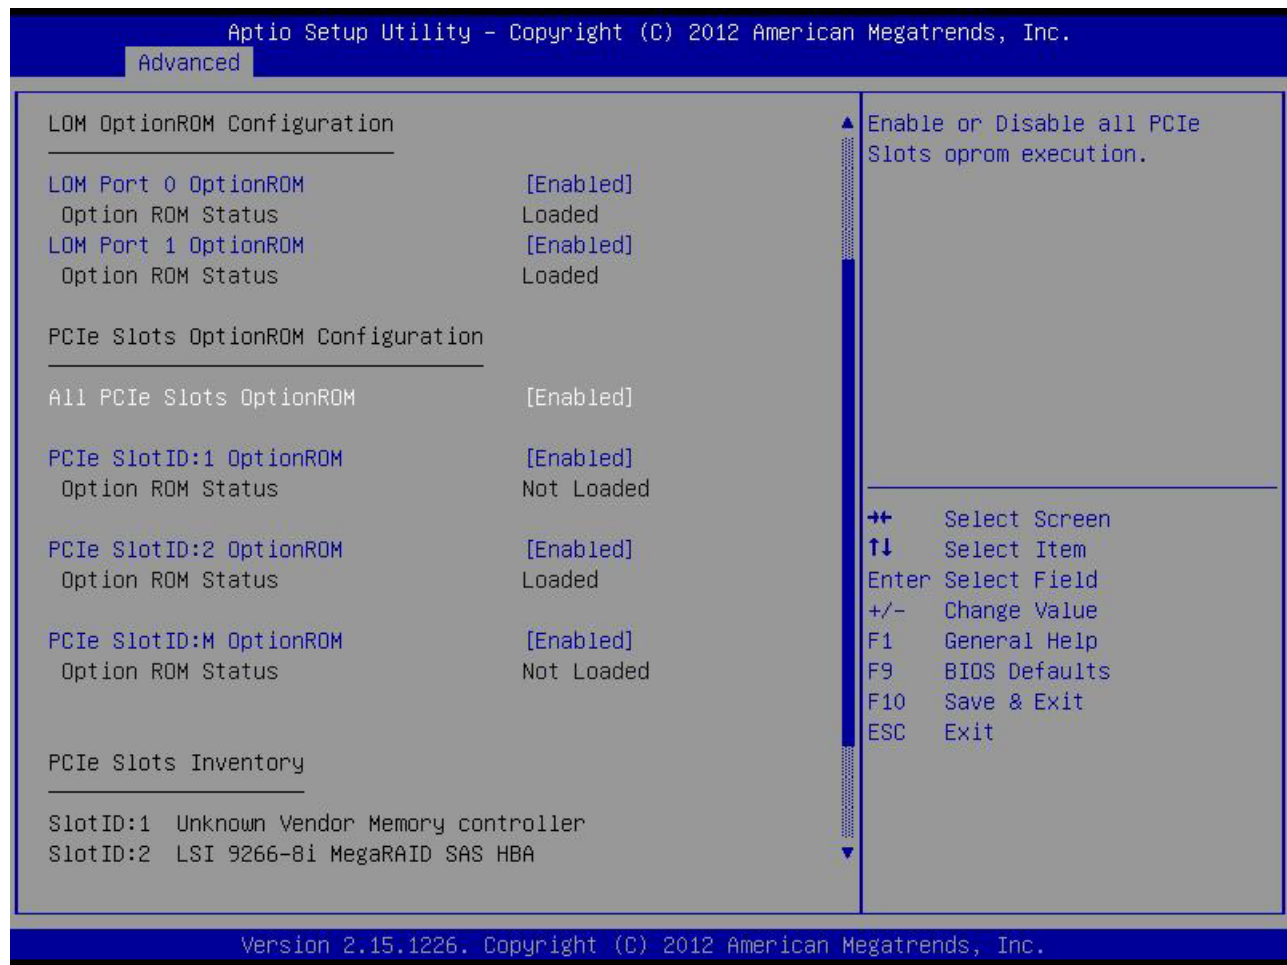 Aptio Setup Utility – Copyright (C) 2012 American Megatrends, Inc.
Advanced
LOM OptionROM Configuration
LOM Port 0 OptionROM [Enabled]
Option ROM Status Loaded
LOM Port 1 OptionROM [Enabled]
Option ROM Status Loaded
PCIe Slots OptionROM Configuration
All PCIe Slots OptionROM [Enabled]
PCIe SlotID:1 OptionROM [Enabled]
Option ROM Status Not Loaded
PCIe SlotID:2 OptionROM [Enabled]
Option ROM Status Loaded
PCIe SlotID:M OptionROM [Enabled]
Option ROM Status Not Loaded
PCIe Slots Inventory
SlotID:1 Unknown Vendor Memory controller
SlotID:2 LSI 9266-8i MegaRAID SAS HBA
Enable or Disable all PCIe
Slots oprom execution.
→← Select Screen
↑↓ Select Item
Enter Select Field
+/- Change Value
F1 General Help
F9 BIOS Defaults
F10 Save & Exit
ESC Exit
Version 2.15.1226. Copyright (C) 2012 American Megatrends, Inc.